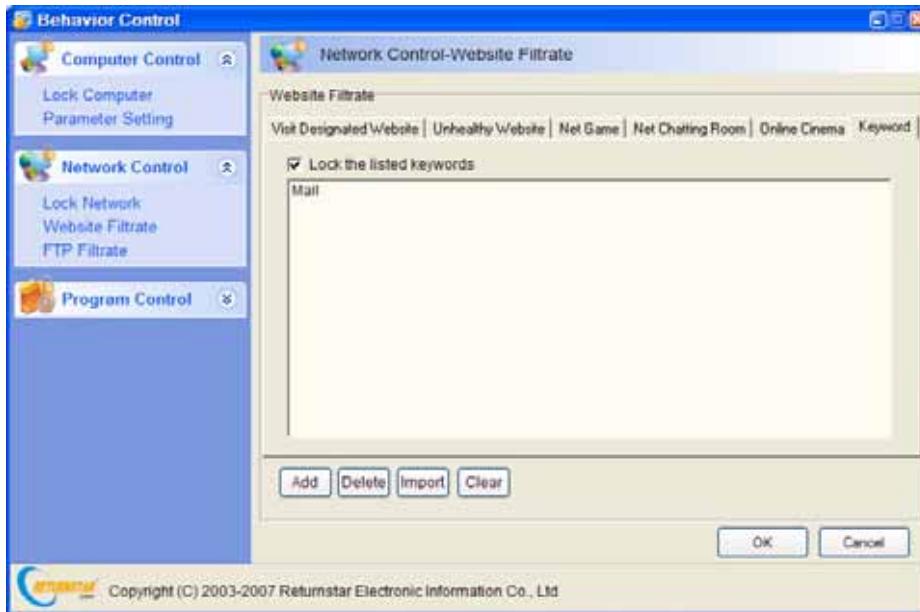 Behavior Control
Computer Control
Lock Computer
Parameter Setting
Network Control
Lock Network
Website Filtrate
FTP Filtrate
Program Control
Network Control-Website Filtrate
Website Filtrate
Visit Designated Website | Unhealthy Website | Net Game | Net Chatting Room | Online Cinema Keyword
Lock the listed keywords
Mail
Add Delete Import Clear
OK Cancel
RETURNSTAR Copyright (C) 2003-2007 Returnstar Electronic Information Co., Ltd